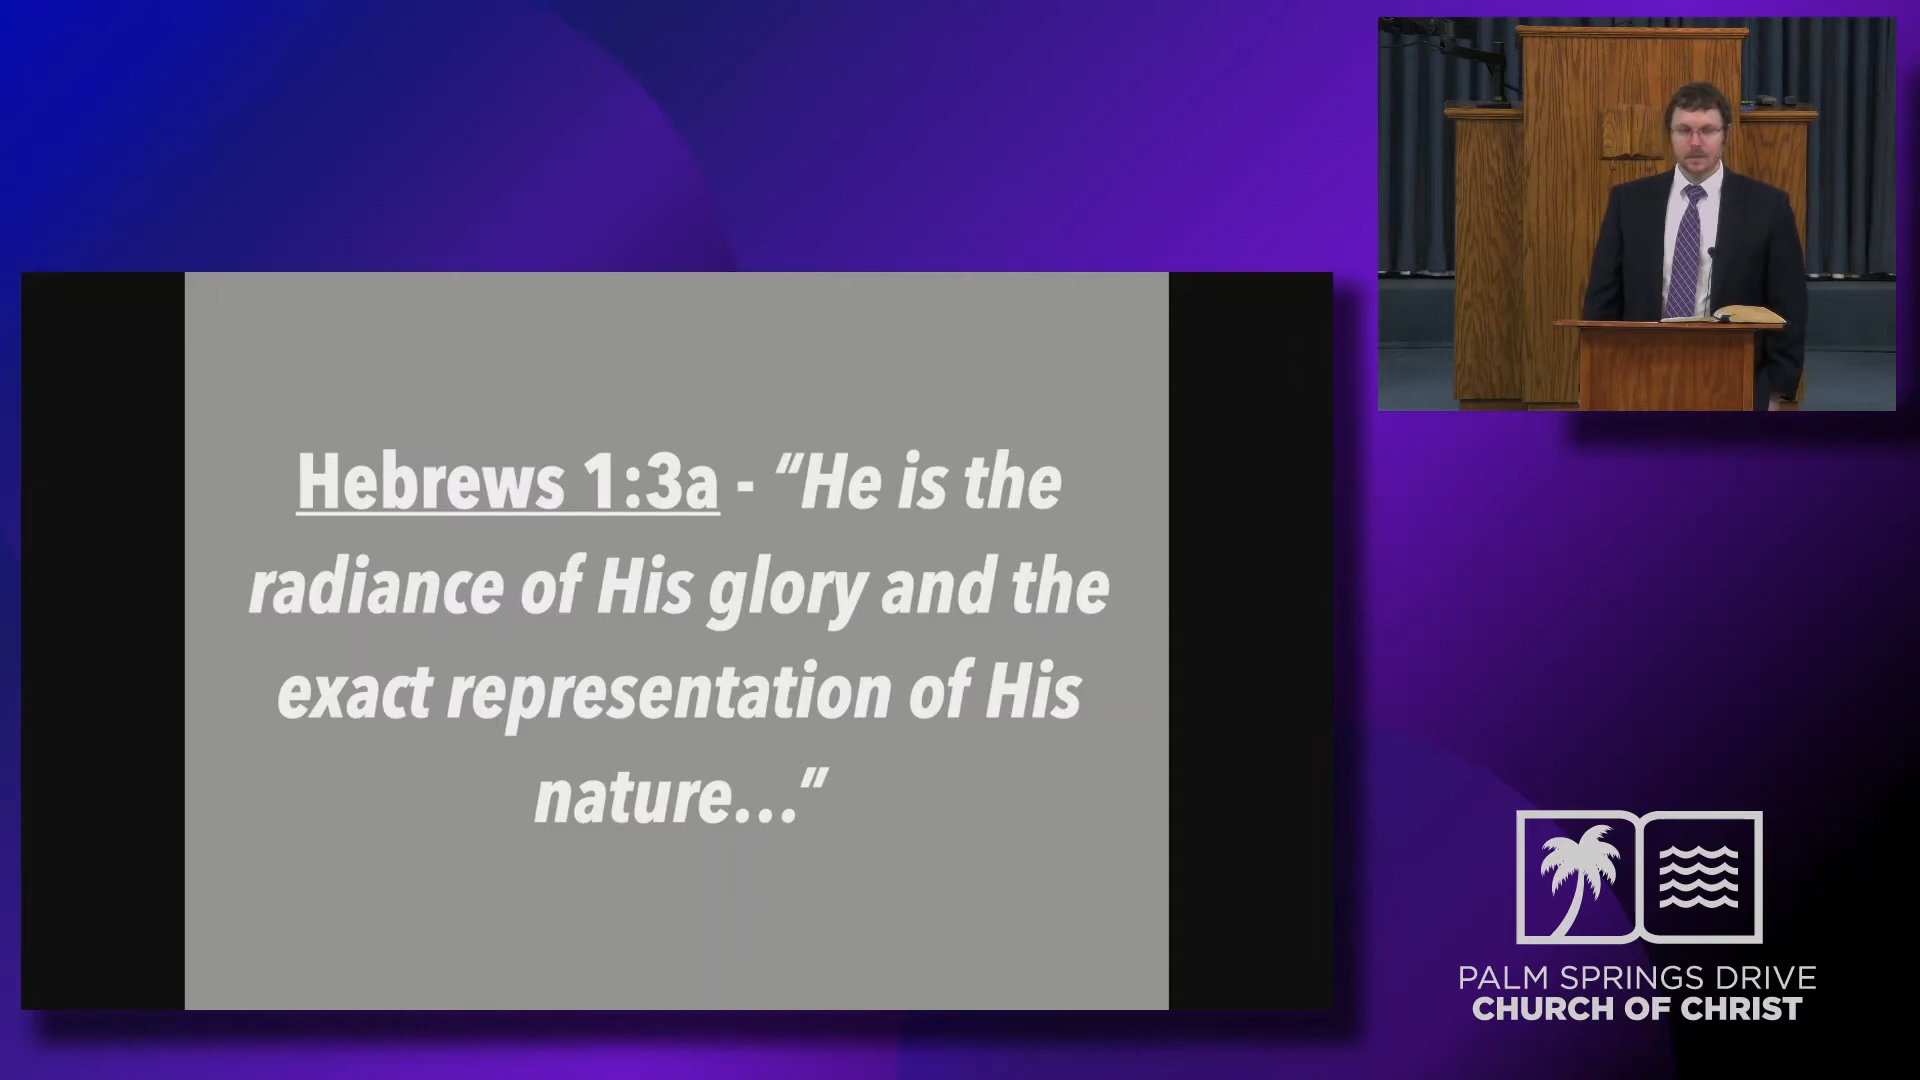 Hebrews 1:3a - “He is the
radiance of His glory and the
exact representation of His
nature...”
PALM SPRINGS DRIVE
CHURCH OF CHRIST